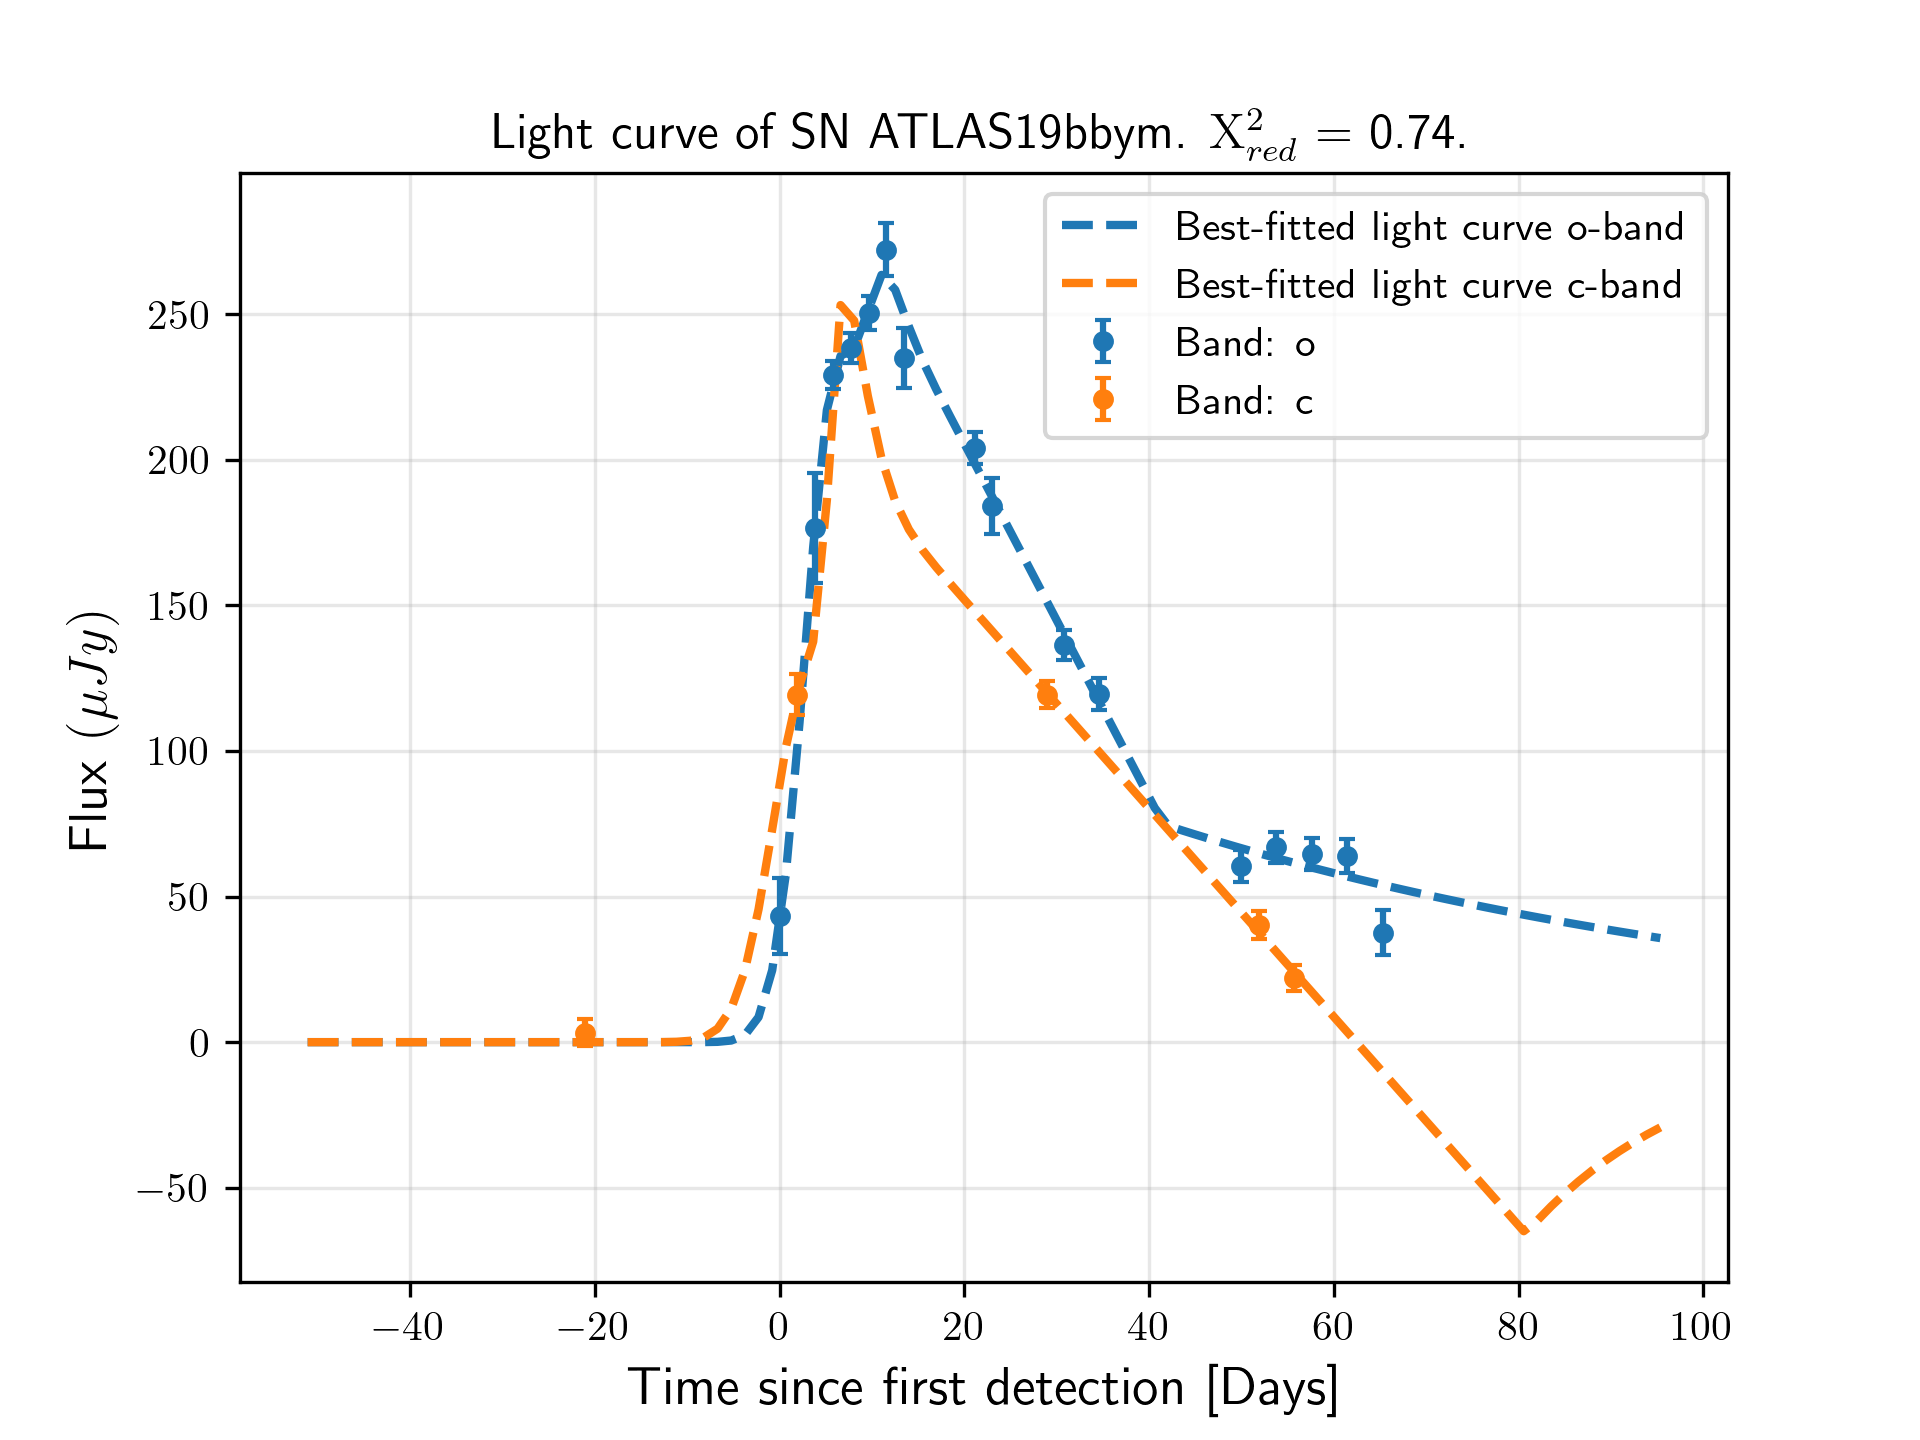 Light curve of SN ATLAS19bbym. X²_red = 0.74.
Best-fitted light curve o-band
Best-fitted light curve c-band
Band: o
Band: c
250
200
150
100
50
0
−50
Flux (μJy)
−40 −20 0 20 40 60 80 100
Time since first detection [Days]